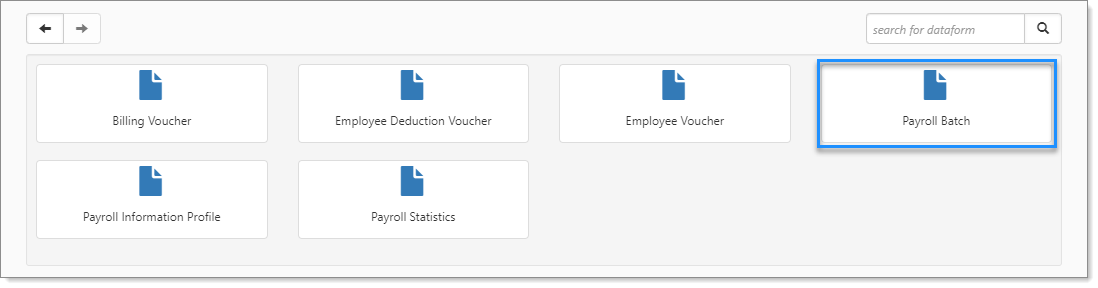 search for dataform
Billing Voucher
Employee Deduction Voucher
Employee Voucher
Payroll Batch
Payroll Information Profile
Payroll Statistics